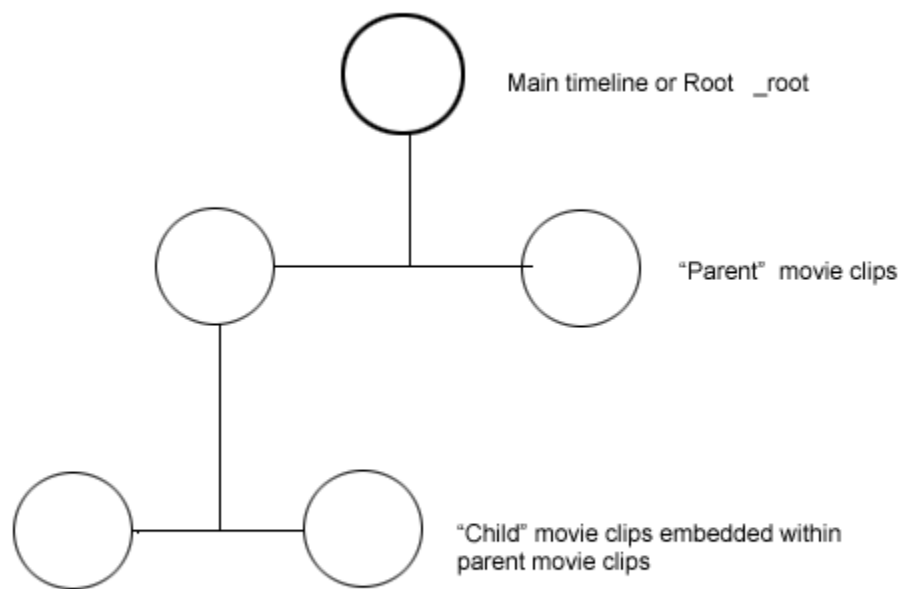 Main timeline or Root _root
“Parent” movie clips
“Child” movie clips embedded within
parent movie clips